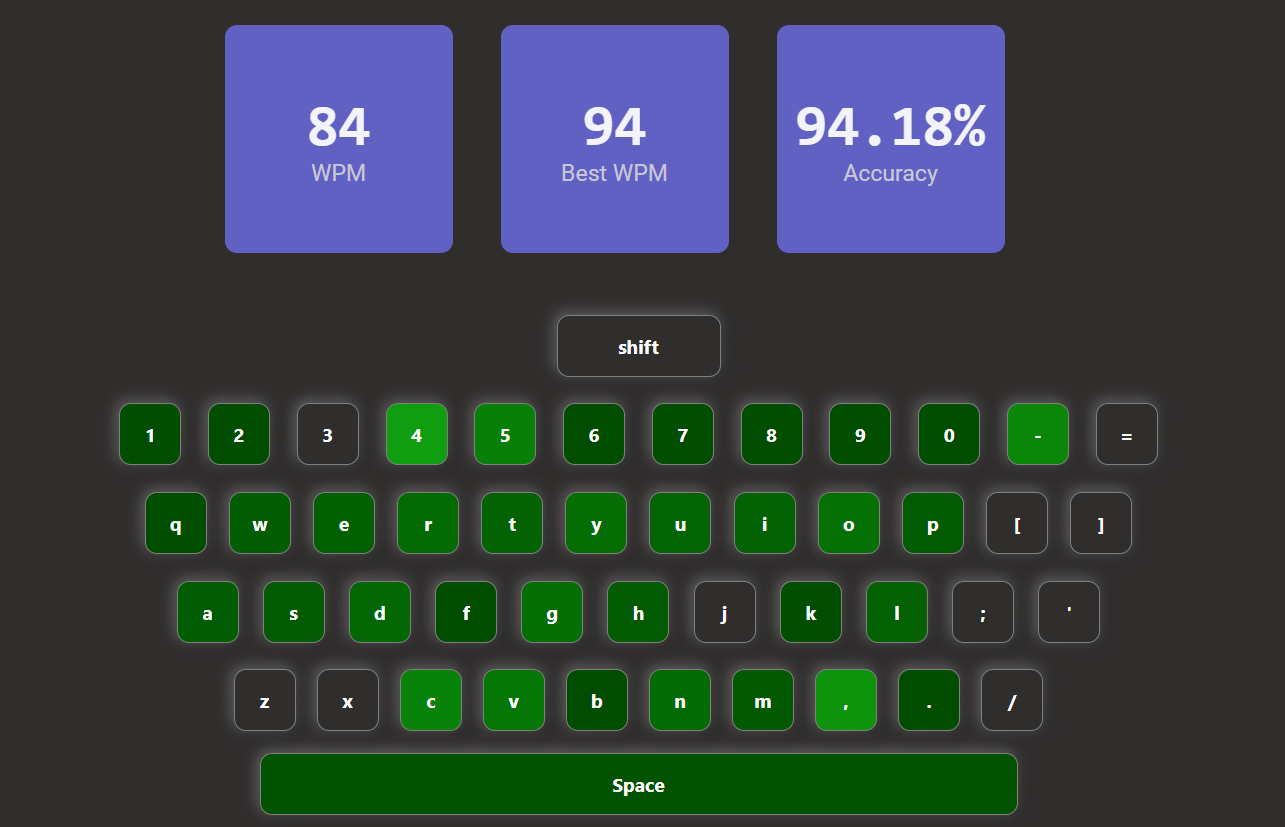 84 94 94.18%
WPM Best WPM Accuracy
shift
1 2 3 4 5 6 7 8 9 0 - =
q w e r t y u i o p [ ]
a s d f g h j k l ; '
z x c v b n m , . /
Space